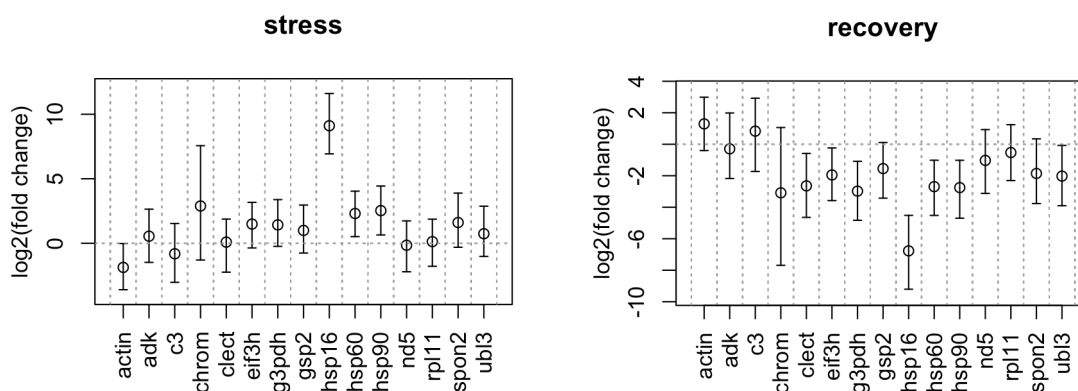 stress
log2(fold change)
10
5
0
actin
adk
c3
chrom
clect
eif3h
g3pdh
gsp2
hsp16
hsp60
hsp90
nd5
rpl11
spon2
ubl3
recovery
log2(fold change)
4
2
-2
-6
-10
actin
adk
c3
chrom
clect
eif3h
g3pdh
gsp2
hsp16
hsp60
hsp90
nd5
rpl11
spon2
ubl3